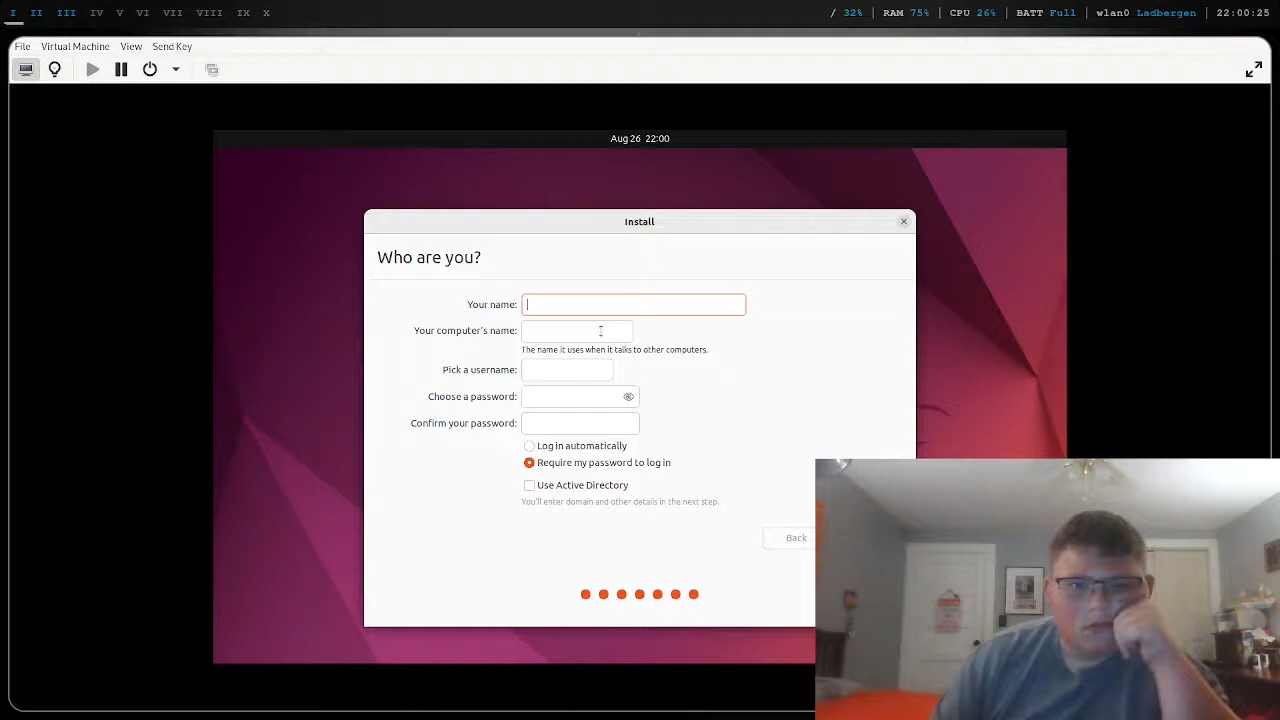 I II III IV V VI VII VIII IX X / 32% | RAM 75% | CPU 26% | BATT Full | wlan0 Ladbergen | 22:00:25
File Virtual Machine View Send Key
Aug 26 22:00
Install
Who are you?
Your name:
Your computer's name:
The name it uses when it talks to other computers.
Pick a username:
Choose a password:
Confirm your password:
Log in automatically
Require my password to log in
Use Active Directory
You'll enter domain and other details in the next step.
Back